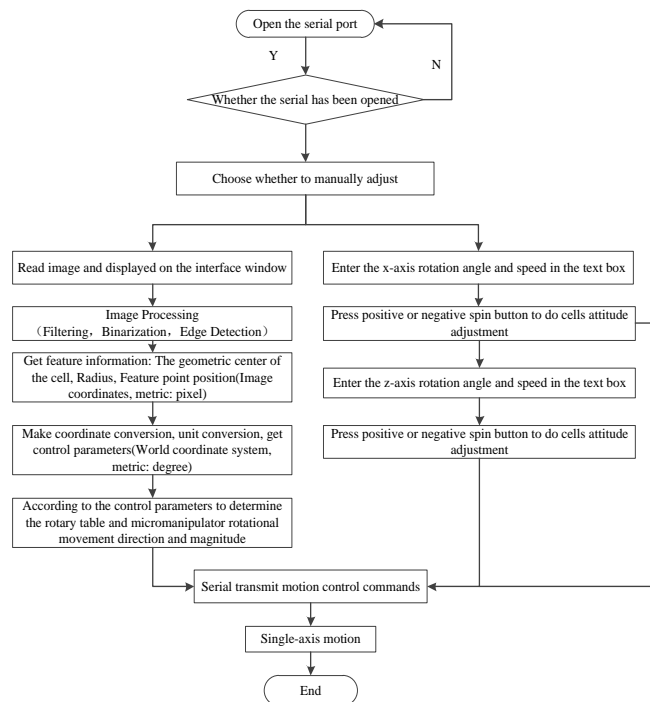 Open the serial port
Y
N
Whether the serial has been opened
Choose whether to manually adjust
Read image and displayed on the interface window
Image Processing
（Filtering，Binarization，Edge Detection）
Get feature information: The geometric center of
the cell, Radius, Feature point position(Image
coordinates, metric: pixel)
Make coordinate conversion, unit conversion, get
control parameters(World coordinate system,
metric: degree)
According to the control parameters to determine
the rotary table and micromanipulator rotational
movement direction and magnitude
Enter the x-axis rotation angle and speed in the text box
Press positive or negative spin button to do cells attitude
adjustment
Enter the z-axis rotation angle and speed in the text box
Press positive or negative spin button to do cells attitude
adjustment
Serial transmit motion control commands
Single-axis motion
End